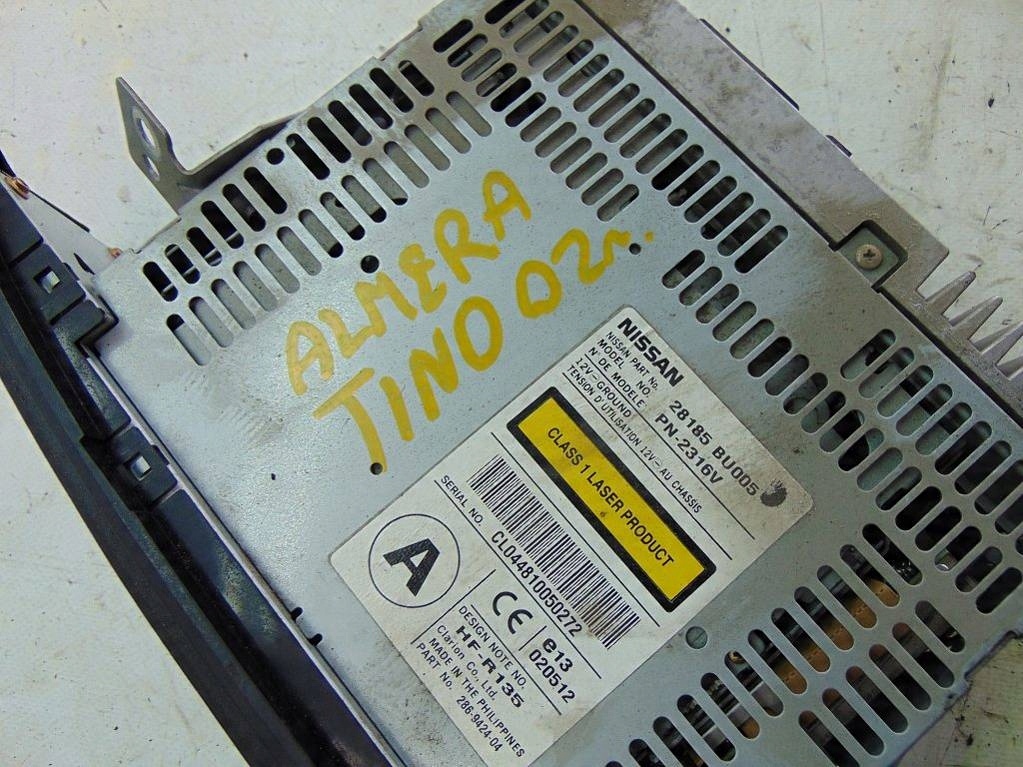 ALMERA
TINO 02г.
NISSAN
NISSAN PART No. 28185 BU005
MODEL NO.
N° DE MODELE: PN-2316V
12V⎓GROUND
TENSION D'UTILISATION 12V⎓AU CHASSIS
CLASS 1 LASER PRODUCT
SERIAL NO. CL044810050272
A
CE
e13
020512
DESIGN NOTE NO.
HF-R135
Clarion Co., Ltd.
MADE IN THE PHILIPPINES
PART No. 286-9424-04